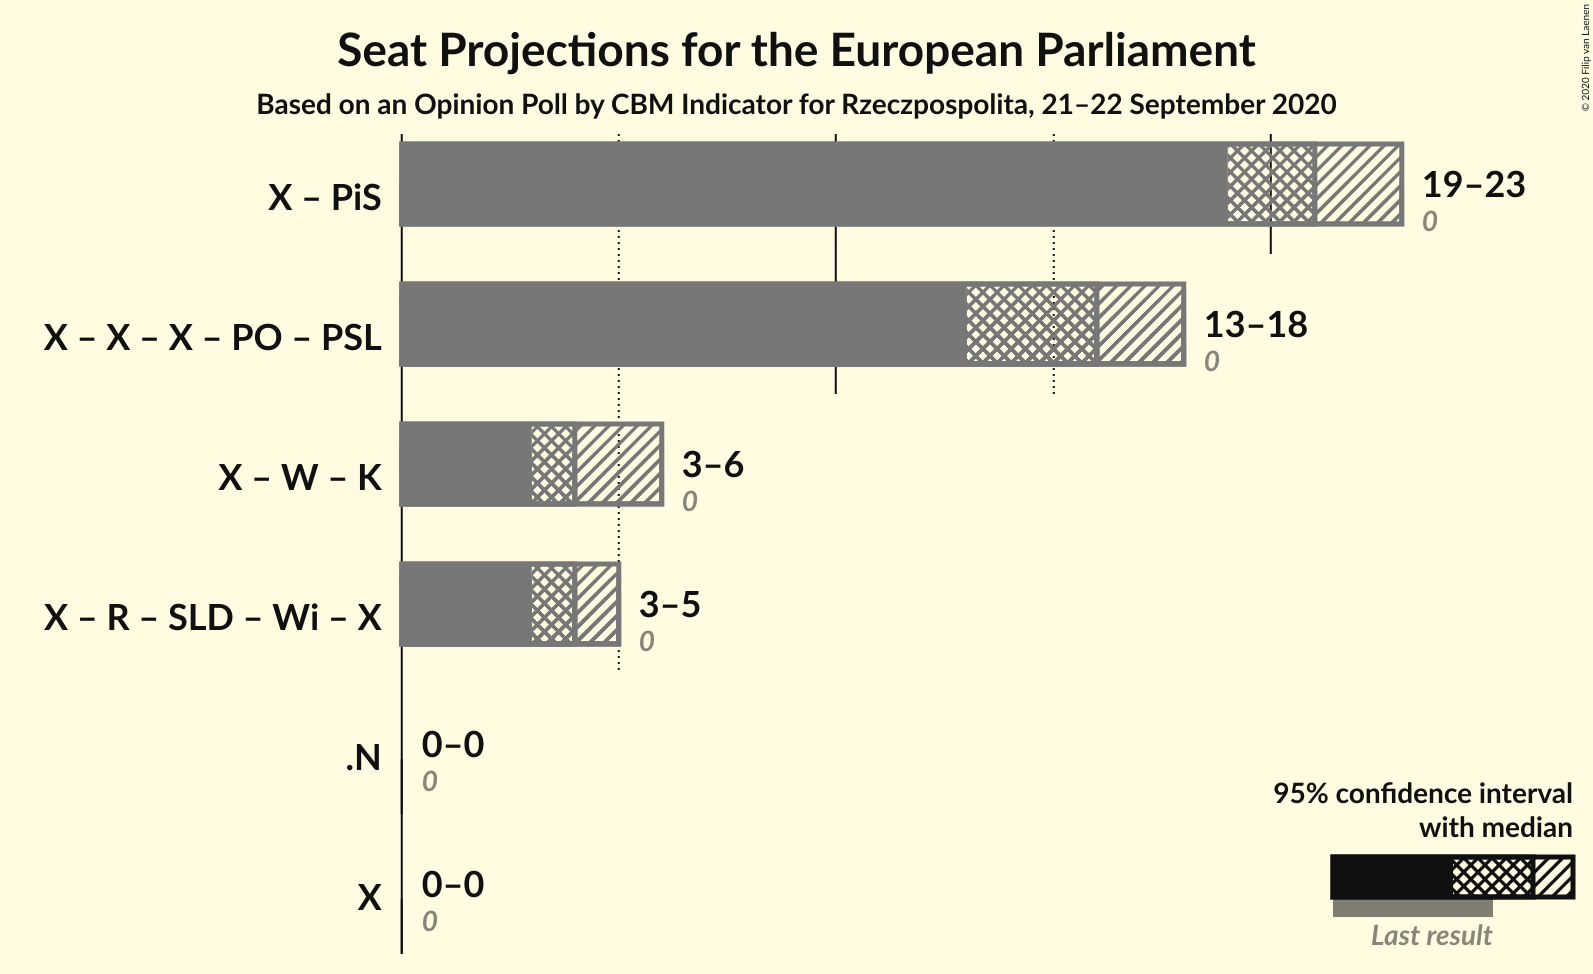 Seat Projections for the European Parliament
Based on an Opinion Poll by CBM Indicator for Rzeczpospolita, 21–22 September 2020
© 2020 Filip van Laenen
X – PiS
19–23
0
X – X – X – PO – PSL
13–18
0
X – W – K
3–6
0
X – R – SLD – Wi – X
3–5
0
.N
0–0
0
X
0–0
0
95% confidence interval
with median
Last result